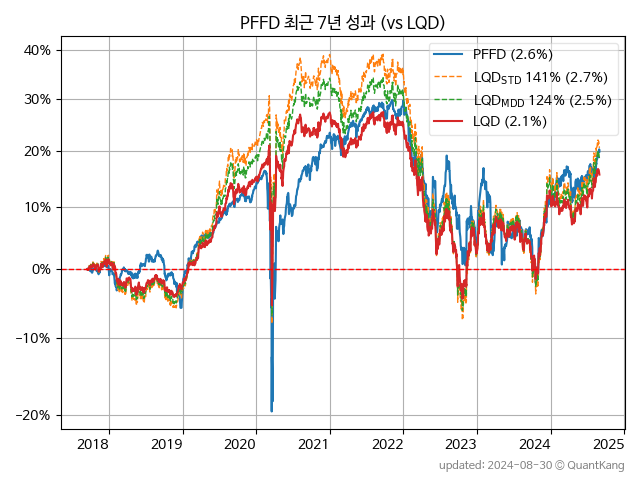 PFFD 최근 7년 성과 (vs LQD)
PFFD (2.6%)
LQD_STD 141% (2.7%)
LQD_MDD 124% (2.5%)
LQD (2.1%)
40%
30%
20%
10%
0%
−10%
−20%
2018 2019 2020 2021 2022 2023 2024 2025
updated: 2024-08-30 © QuantKang